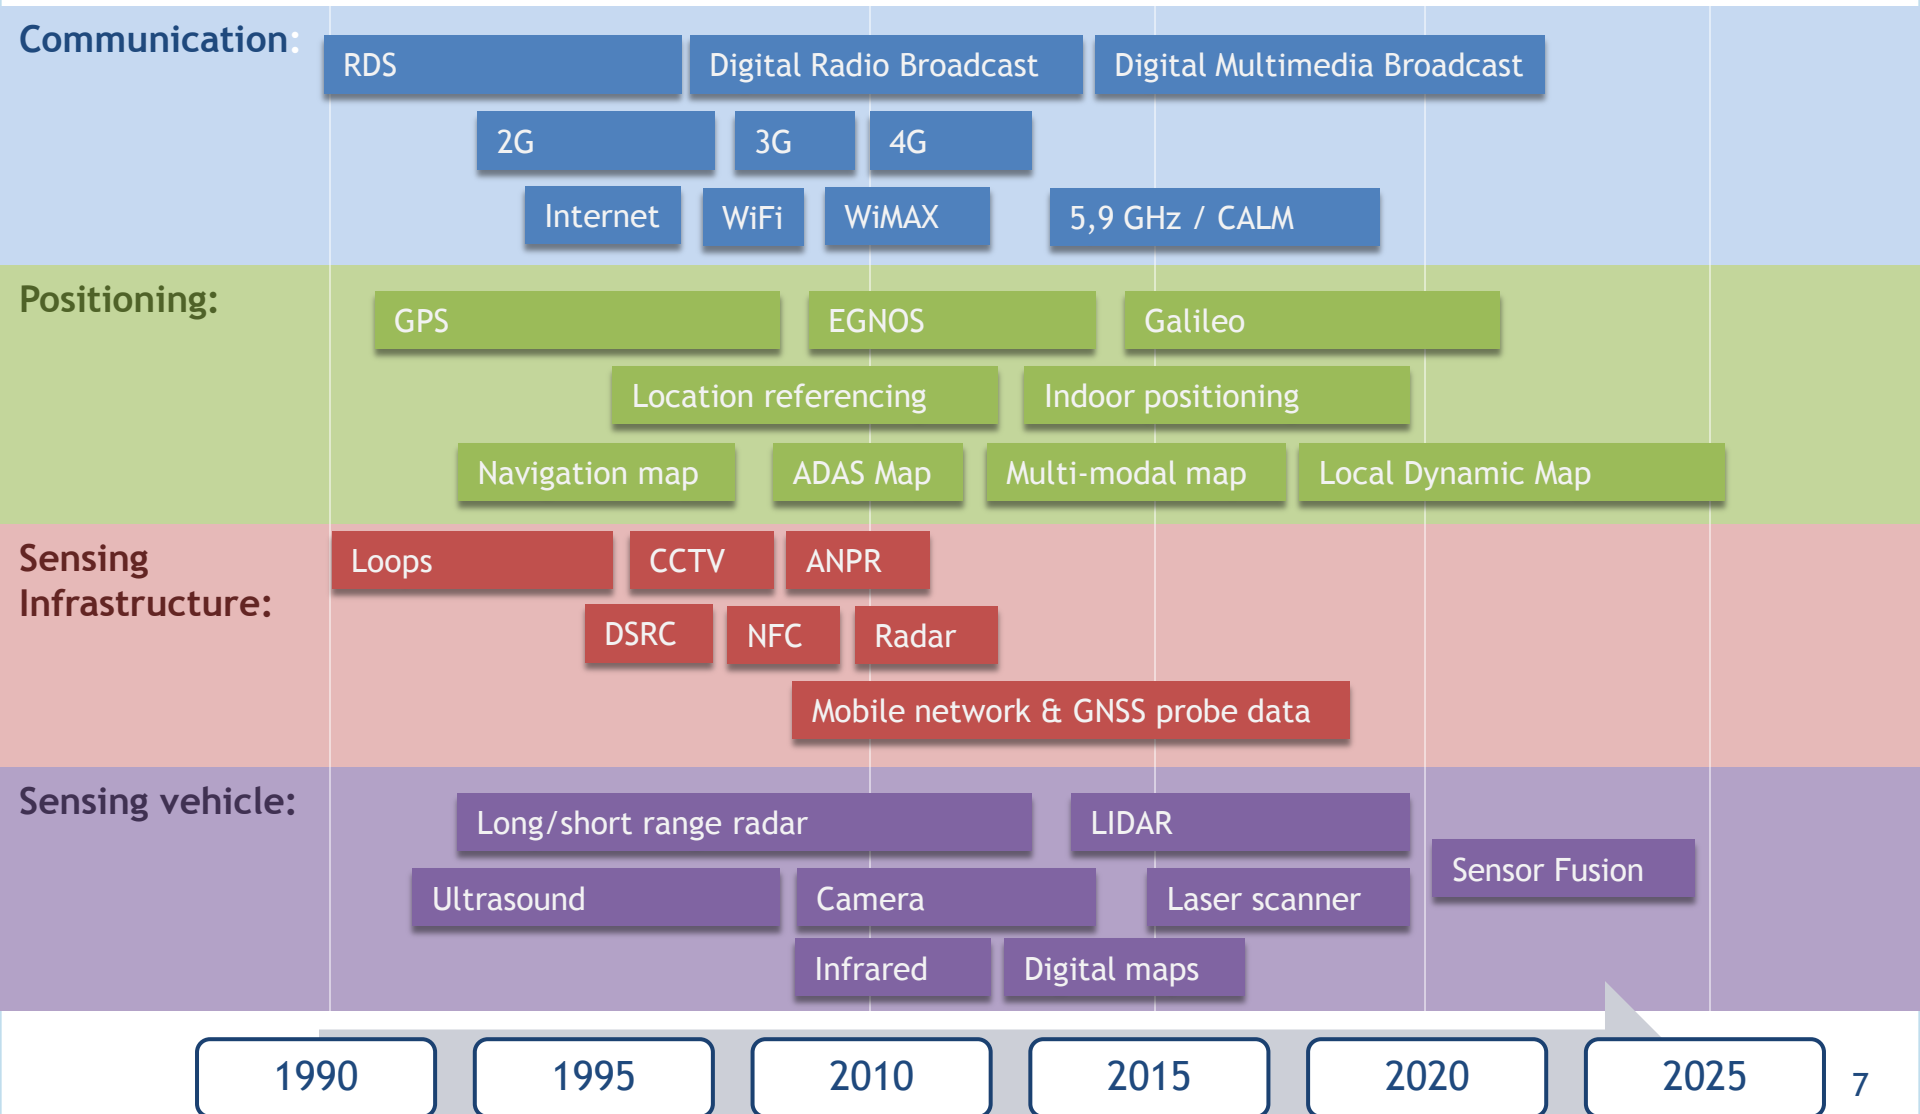 Communication:
RDS
Digital Radio Broadcast
Digital Multimedia Broadcast
2G
3G
4G
Internet
WiFi
WiMAX
5,9 GHz / CALM
Positioning:
GPS
EGNOS
Galileo
Location referencing
Indoor positioning
Navigation map
ADAS Map
Multi-modal map
Local Dynamic Map
Sensing
Infrastructure:
Loops
CCTV
ANPR
DSRC
NFC
Radar
Mobile network & GNSS probe data
Sensing vehicle:
Long/short range radar
LIDAR
Sensor Fusion
Ultrasound
Camera
Laser scanner
Infrared
Digital maps
1990
1995
2010
2015
2020
2025
7